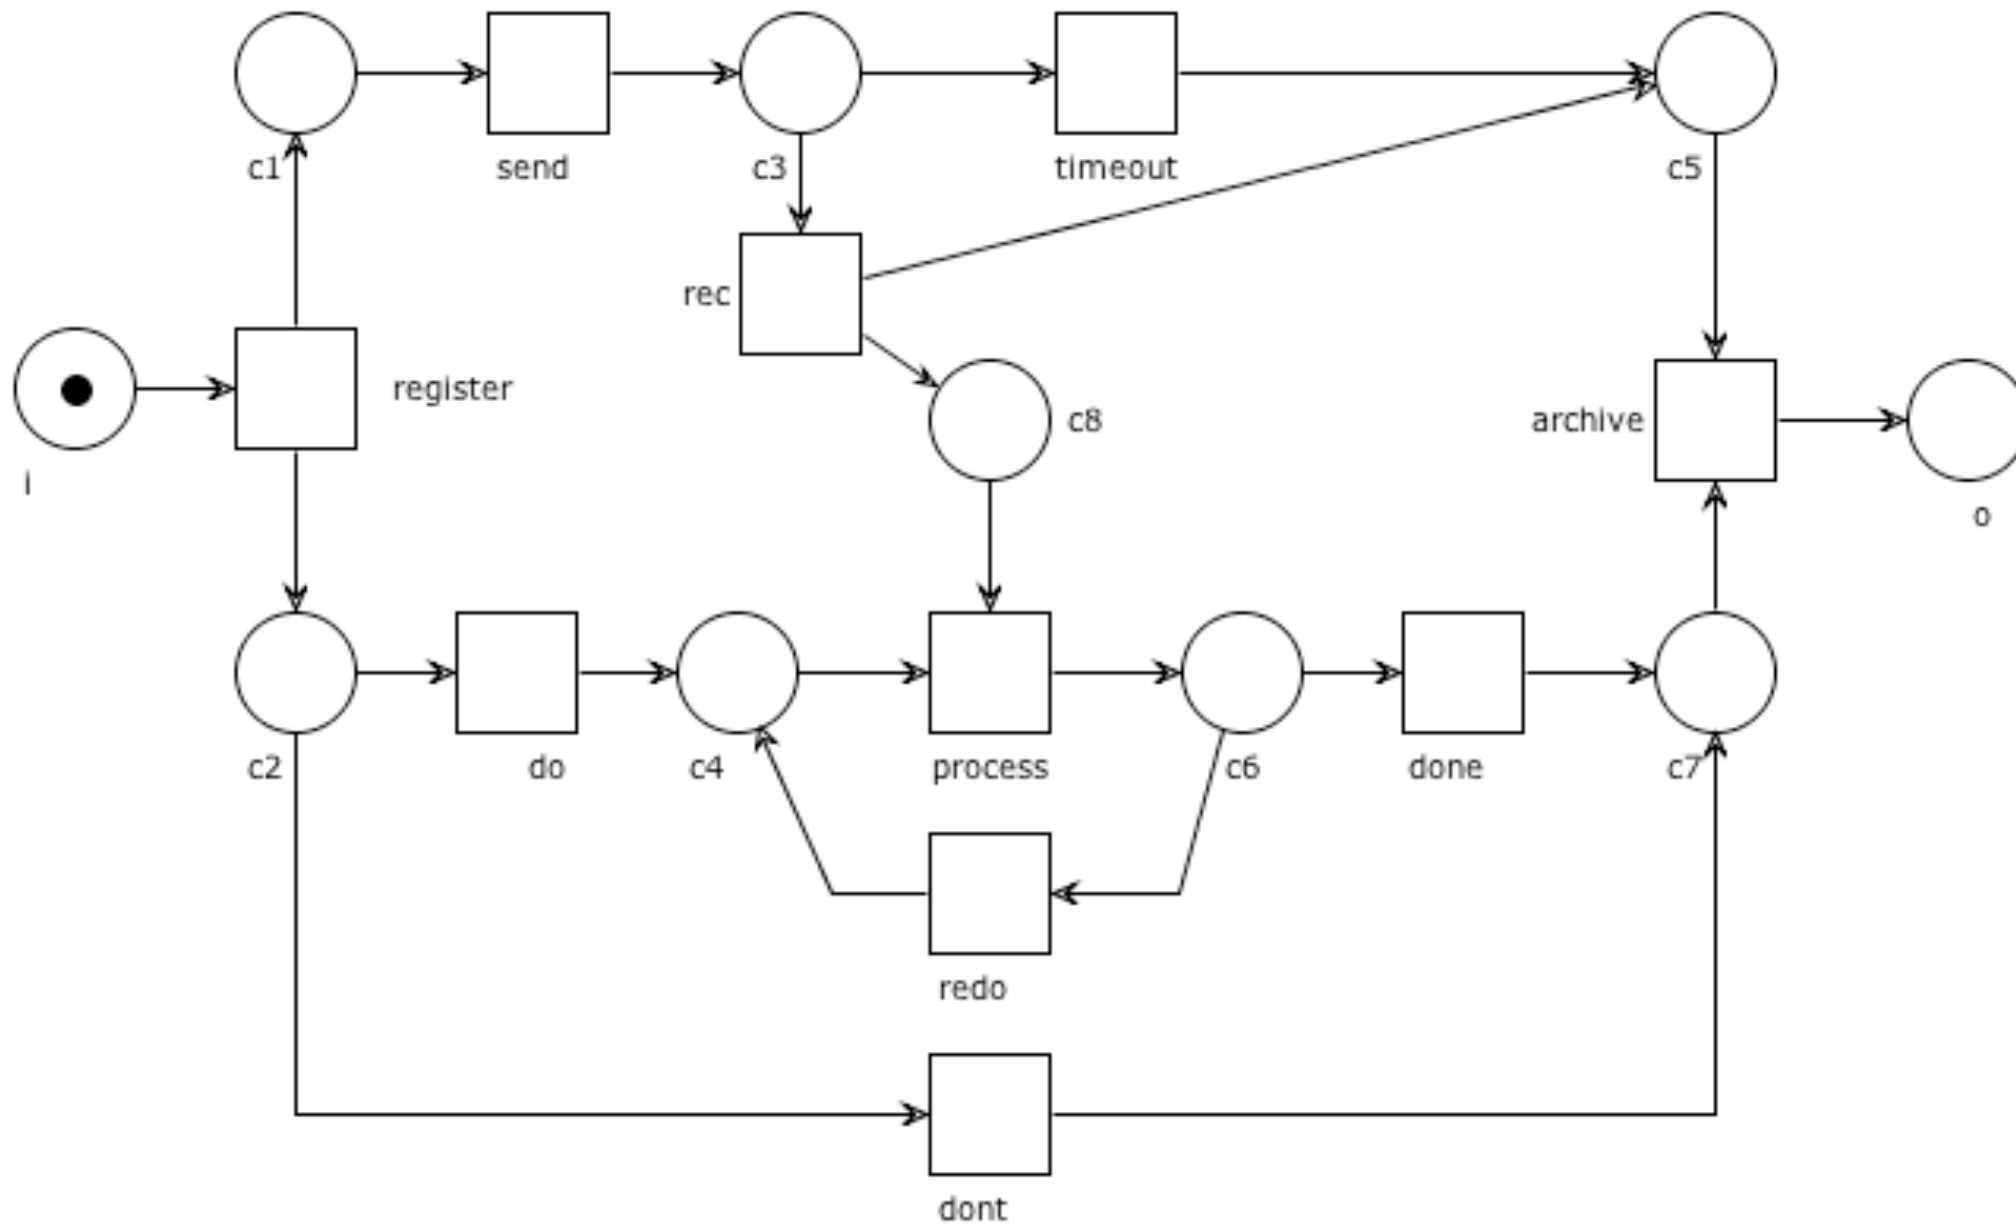 c1
send
c3
timeout
c5
rec
i
register
c8
archive
o
c2
do
c4
process
c6
done
c7
redo
dont